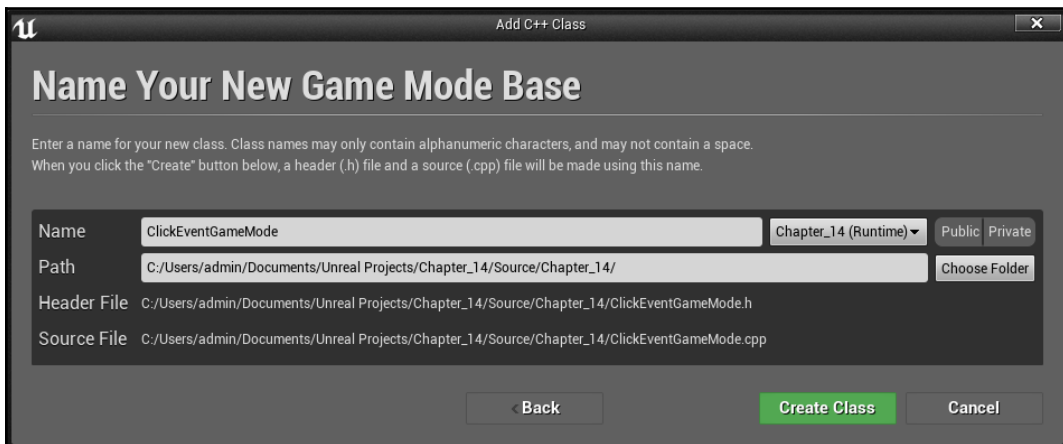 Add C++ Class
Name Your New Game Mode Base
Enter a name for your new class. Class names may only contain alphanumeric characters, and may not contain a space.
When you click the "Create" button below, a header (.h) file and a source (.cpp) file will be made using this name.
Name ClickEventGameMode Chapter_14 (Runtime) Public Private
Path C:/Users/admin/Documents/Unreal Projects/Chapter_14/Source/Chapter_14/ Choose Folder
Header File C:/Users/admin/Documents/Unreal Projects/Chapter_14/Source/Chapter_14/ClickEventGameMode.h
Source File C:/Users/admin/Documents/Unreal Projects/Chapter_14/Source/Chapter_14/ClickEventGameMode.cpp
Back Create Class Cancel